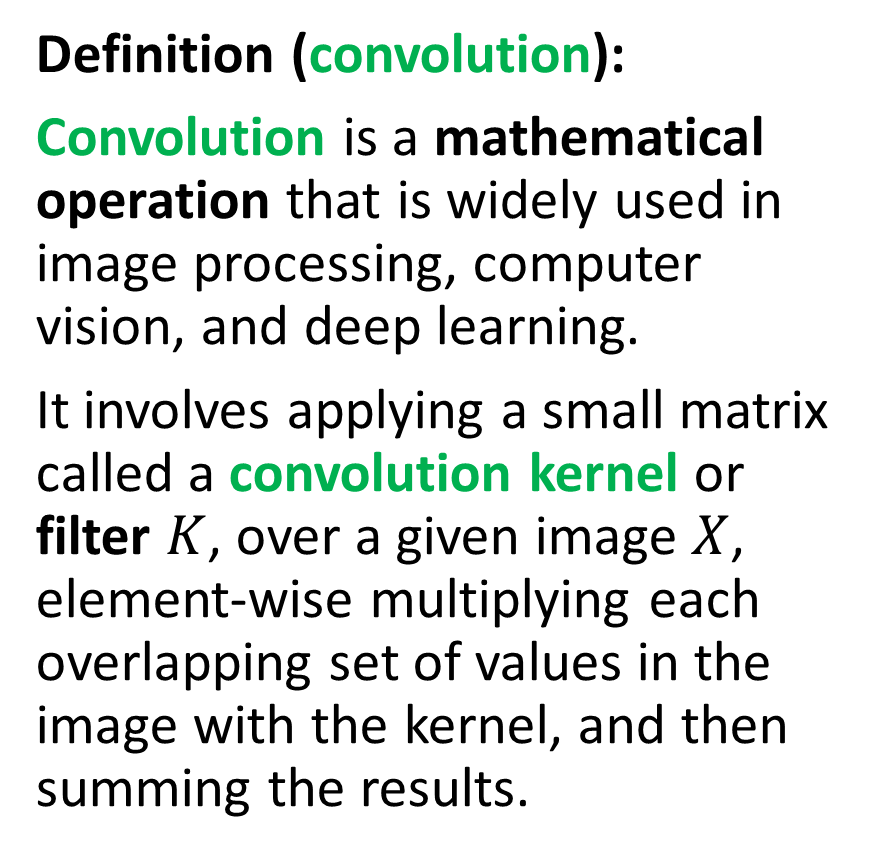 Definition (convolution):
Convolution is a mathematical
operation that is widely used in
image processing, computer
vision, and deep learning.
It involves applying a small matrix
called a convolution kernel or
filter K, over a given image X,
element-wise multiplying each
overlapping set of values in the
image with the kernel, and then
summing the results.